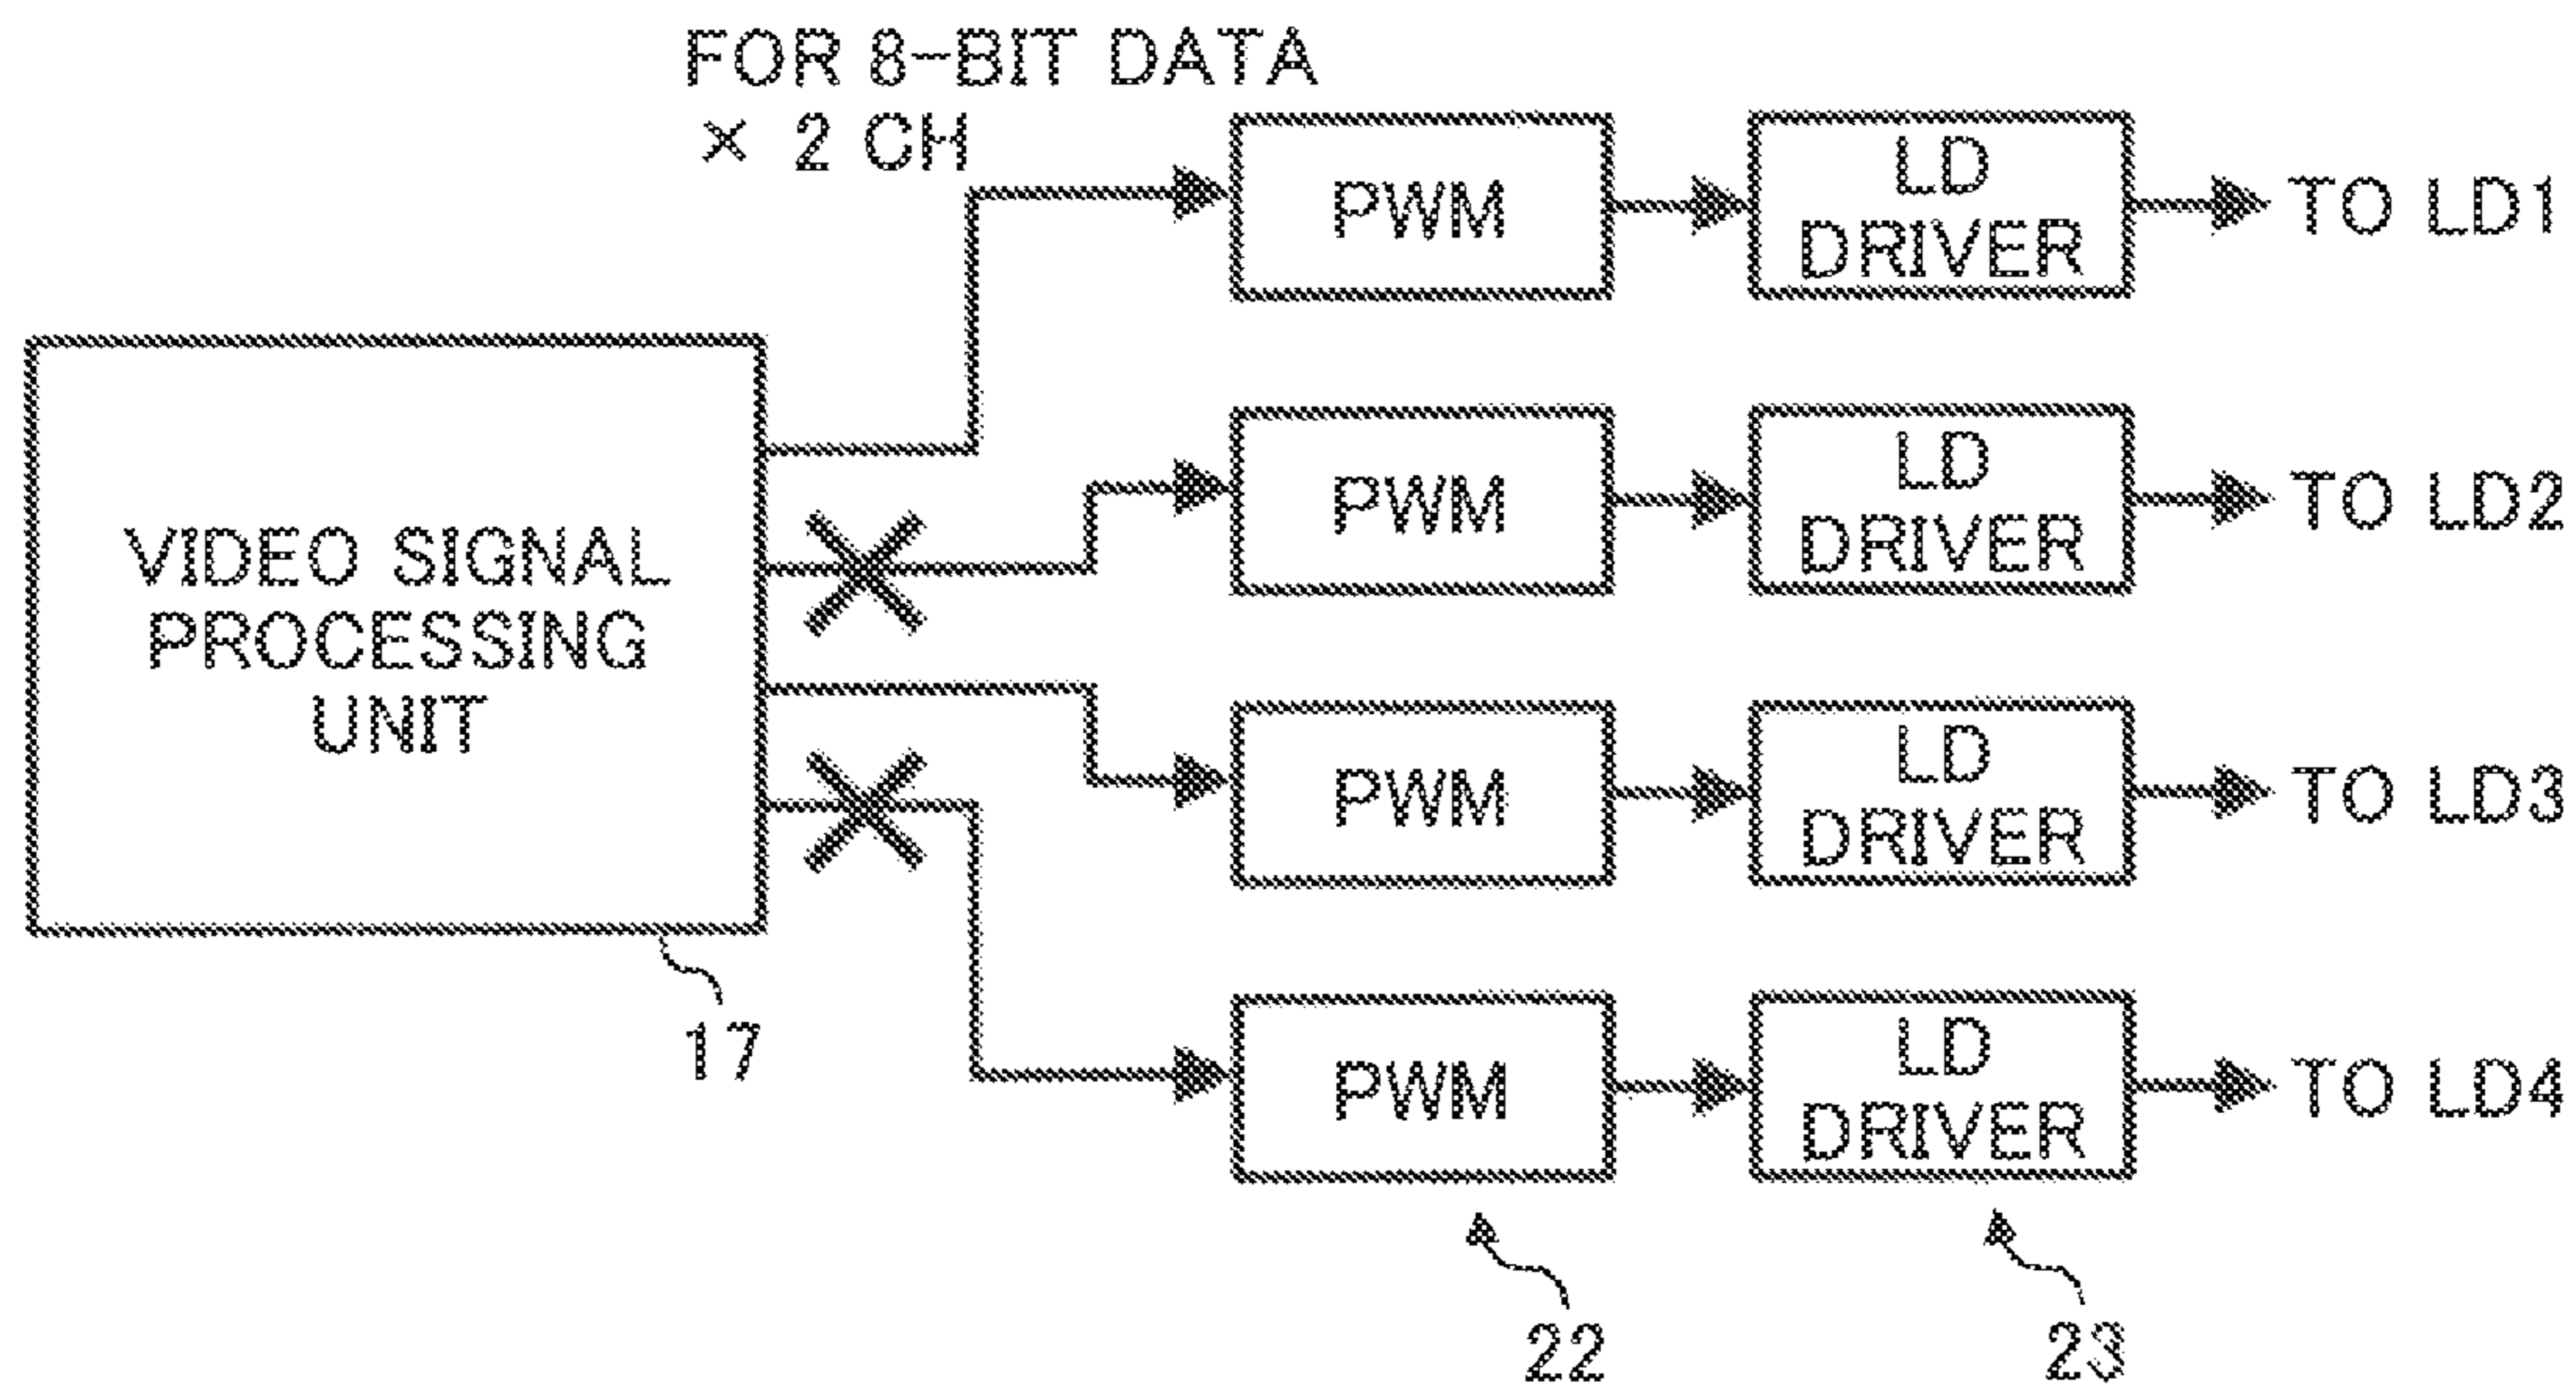 FOR 8-BIT DATA
× 2 CH
PWM
LD
DRIVER
TO LD1
VIDEO SIGNAL
PROCESSING
UNIT
17
PWM
LD
DRIVER
TO LD2
PWM
LD
DRIVER
TO LD3
PWM
LD
DRIVER
TO LD4
22
23